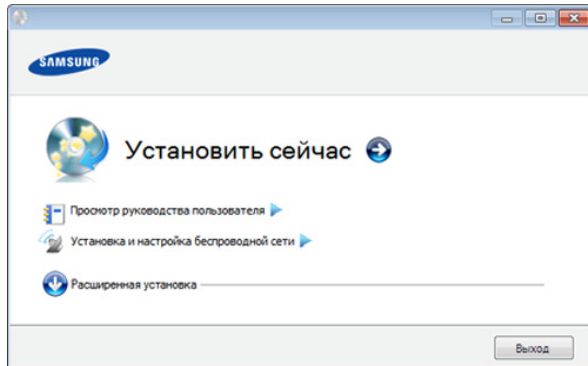 SAMSUNG
Установить сейчас
Просмотр руководства пользователя
Установка и настройка беспроводной сети
Расширенная установка
Выход